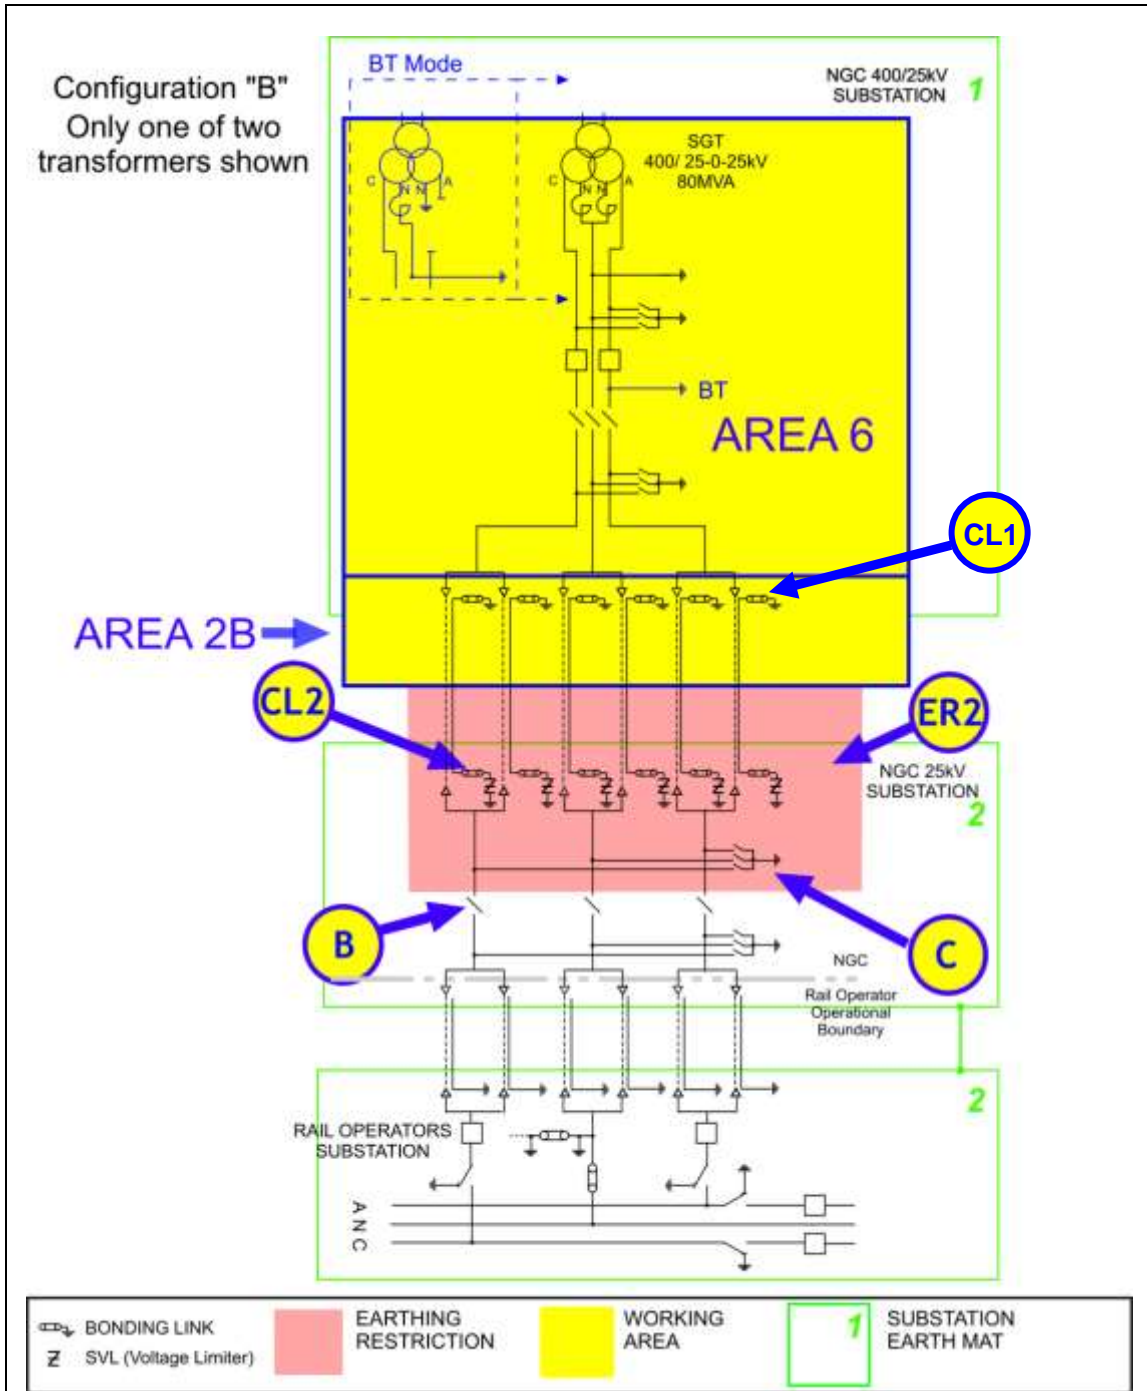 Configuration "B"
Only one of two
transformers shown
BT Mode
NGC 400/25kV
SUBSTATION
1
SGT
400/ 25-0-25kV
80MVA
C
N N
A
C
N N
A
BT
AREA 6
CL1
AREA 2B
CL2
ER2
NGC 25kV
SUBSTATION
2
B
C
NGC
Rail Operator
Operational
Boundary
2
RAIL OPERATORS
SUBSTATION
A
N
C
BONDING LINK
SVL (Voltage Limiter)
EARTHING
RESTRICTION
WORKING
AREA
1
SUBSTATION
EARTH MAT